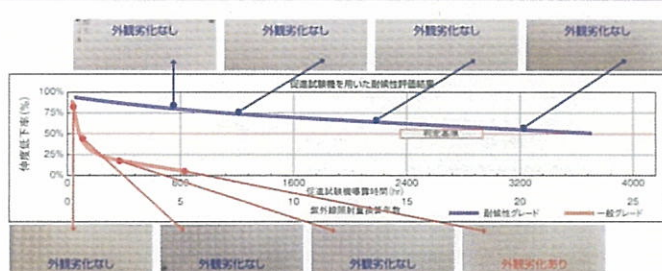 外観劣化なし
外観劣化なし
外観劣化なし
外観劣化なし
促進試験機を用いた耐候性評価結果
伸度低下率(%)
100%
75%
50%
25%
0%
判定基準
0
800
1600
2400
3200
4000
促進試験機曝露時間(hr)
0
5
10
15
20
25
紫外線照射量換算年数
耐候性グレード
一般グレード
外観劣化なし
外観劣化なし
外観劣化なし
外観劣化あり